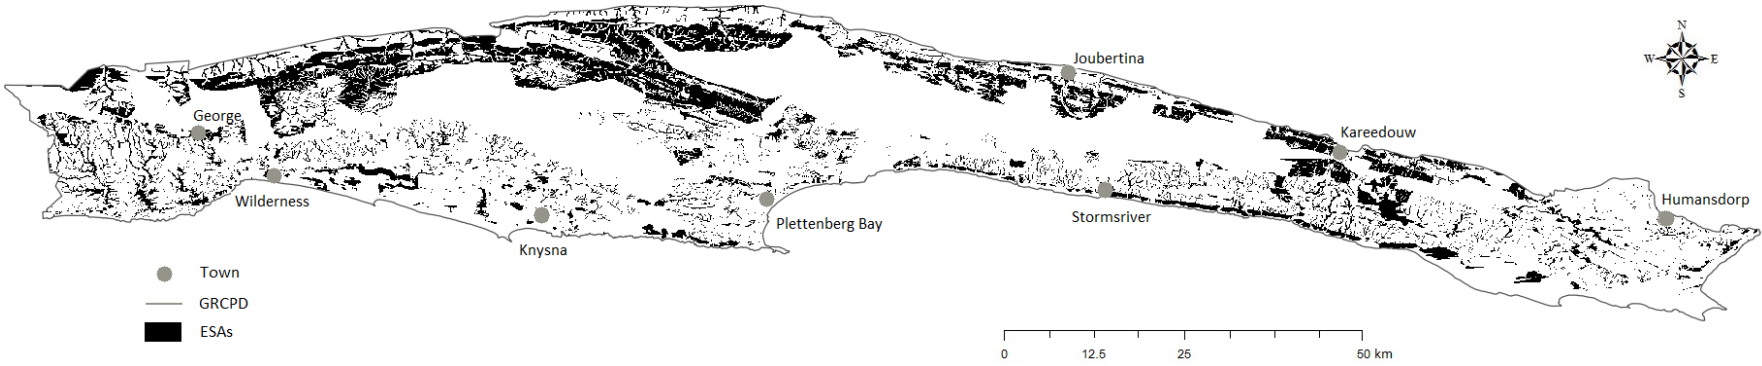 N
W E
S
Joubertina
George
Kareedouw
Wilderness
Humansdorp
Stormsriver
Plettenberg Bay
Knysna
Town
GRCPD
ESAs
0 12.5 25 50 km